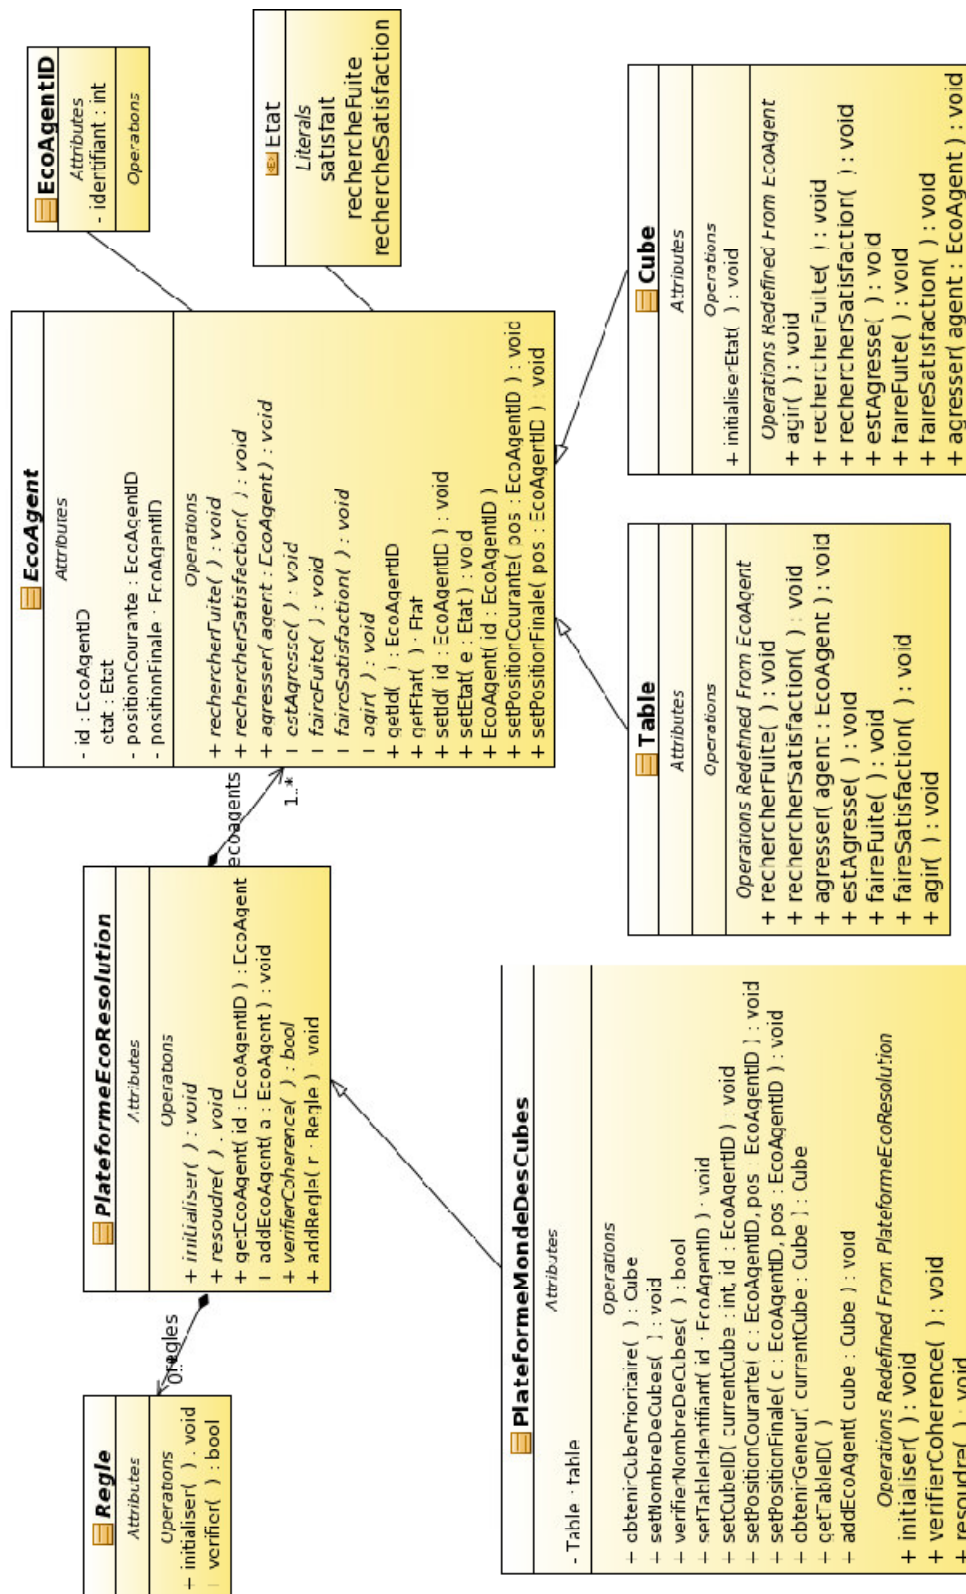 Regle
Attributes
Operations
+ initialiser( ) : void
verifier( ) : bool
0..*
regles
PlateformeEcoResolution
Attributes
Operations
+ initialiser( ) : void
+ resoudre( ) : void
+ getEcoAgent( id : EcoAgentID ) : EcoAgent
addEcoAgent( a : EcoAgent ) : void
+ verifierCoherence( ) : bool
+ addRegle( r : Regle ) : void
ecoagents
1..*
EcoAgent
Attributes
- id : EcoAgentID
etat : Etat
- positionCourante : EcoAgentID
- positionFinale : EcoAgentID
Operations
+ rechercherFuite( ) : void
+ rechercherSatisfaction( ) : void
+ agresser( agent : EcoAgent ) : void
estAgresse( ) : void
faireFuite( ) : void
faireSatisfaction( ) : void
agir( ) : void
+ getId( ) : EcoAgentID
+ getEtat( ) : Etat
+ setId( id : EcoAgentID ) : void
+ setEtat( e : Etat ) : void
+ EcoAgent( id : EcoAgentID )
+ setPositionCourante( pos : EcoAgentID ) : void
+ setPositionFinale( pos : EcoAgentID ) : void
EcoAgentID
Attributes
- identifiant : int
Operations
Etat
Literals
satisfait
rechercheFuite
rechercheSatisfaction
PlateformeMondeDesCubes
Attributes
- Table : table
Operations
+ obtenirCubePrioritaire( ) : Cube
+ setNombreDeCubes( ) : void
+ verifierNombreDeCubes( ) : bool
+ setTableIdentifiant( id : EcoAgentID ) : void
+ setCubeID( currentCube : int, id : EcoAgentID ) : void
+ setPositionCourante( c : EcoAgentID, pos : EcoAgentID ) : void
+ setPositionFinale( c : EcoAgentID, pos : EcoAgentID ) : void
+ obtenirGeneur( currentCube : Cube ) : Cube
+ getTableID( )
+ addEcoAgent( cube : Cube ) : void
Operations Redefined From PlateformeEcoResolution
+ initialiser( ) : void
+ verifierCoherence( ) : void
+ resoudre( ) : void
Table
Attributes
Operations
Operations Redefined From EcoAgent
+ rechercherFuite( ) : void
+ rechercherSatisfaction( ) : void
+ agresser( agent : EcoAgent ) : void
+ estAgresse( ) : void
+ faireFuite( ) : void
+ faireSatisfaction( ) : void
+ agir( ) : void
Cube
Attributes
Operations
+ initialiserEtat( ) : void
Operations Redefined From EcoAgent
+ agir( ) : void
+ rechercherFuite( ) : void
+ rechercherSatisfaction( ) : void
+ estAgresse( ) : void
+ faireFuite( ) : void
+ faireSatisfaction( ) : void
+ agresser( agent : EcoAgent ) : void